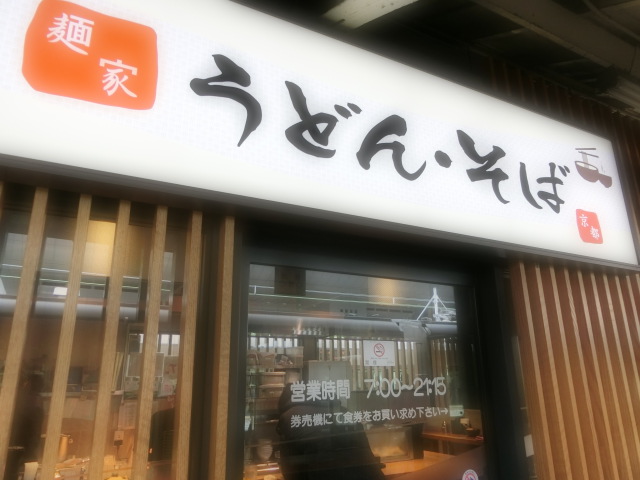 麺家
うどん・そば
京都
営業時間 7:00〜21:15
券売機にて食券をお買い求め下さい→